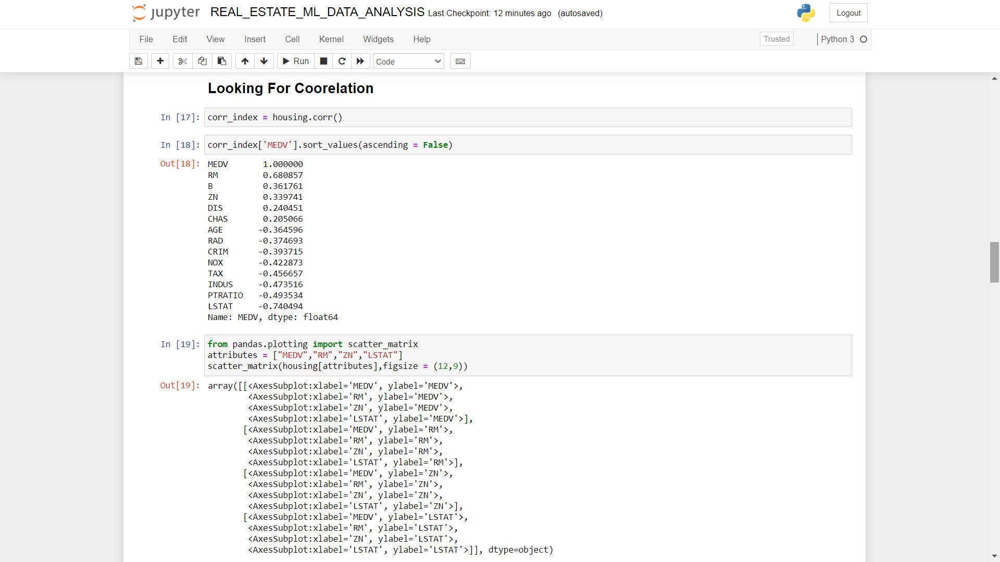 jupyter REAL_ESTATE_ML_DATA_ANALYSIS Last Checkpoint: 12 minutes ago (autosaved) Logout
File Edit View Insert Cell Kernel Widgets Help Trusted Python 3
Run Code
Looking For Coorelation
In [17]: corr_index = housing.corr()
In [18]: corr_index['MEDV'].sort_values(ascending = False)
Out[18]: MEDV 1.000000
RM 0.680857
B 0.361761
ZN 0.339741
DIS 0.240451
CHAS 0.205066
AGE -0.364596
RAD -0.374693
CRIM -0.393715
NOX -0.422873
TAX -0.456657
INDUS -0.473516
PTRATIO -0.493534
LSTAT -0.740494
Name: MEDV, dtype: float64
In [19]: from pandas.plotting import scatter_matrix
attributes = ["MEDV","RM","ZN","LSTAT"]
scatter_matrix(housing[attributes],figsize = (12,9))
Out[19]: array([[<AxesSubplot:xlabel='MEDV', ylabel='MEDV'>,
<AxesSubplot:xlabel='RM', ylabel='MEDV'>,
<AxesSubplot:xlabel='ZN', ylabel='MEDV'>,
<AxesSubplot:xlabel='LSTAT', ylabel='MEDV'>],
[<AxesSubplot:xlabel='MEDV', ylabel='RM'>,
<AxesSubplot:xlabel='RM', ylabel='RM'>,
<AxesSubplot:xlabel='ZN', ylabel='RM'>,
<AxesSubplot:xlabel='LSTAT', ylabel='RM'>],
[<AxesSubplot:xlabel='MEDV', ylabel='ZN'>,
<AxesSubplot:xlabel='RM', ylabel='ZN'>,
<AxesSubplot:xlabel='ZN', ylabel='ZN'>,
<AxesSubplot:xlabel='LSTAT', ylabel='ZN'>],
[<AxesSubplot:xlabel='MEDV', ylabel='LSTAT'>,
<AxesSubplot:xlabel='RM', ylabel='LSTAT'>,
<AxesSubplot:xlabel='ZN', ylabel='LSTAT'>,
<AxesSubplot:xlabel='LSTAT', ylabel='LSTAT'>]], dtype=object)